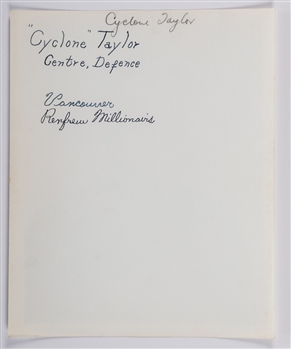 Cyclone Taylor
"Cyclone" Taylor
Centre, Defence
Vancouver
Renfrew Millionairs